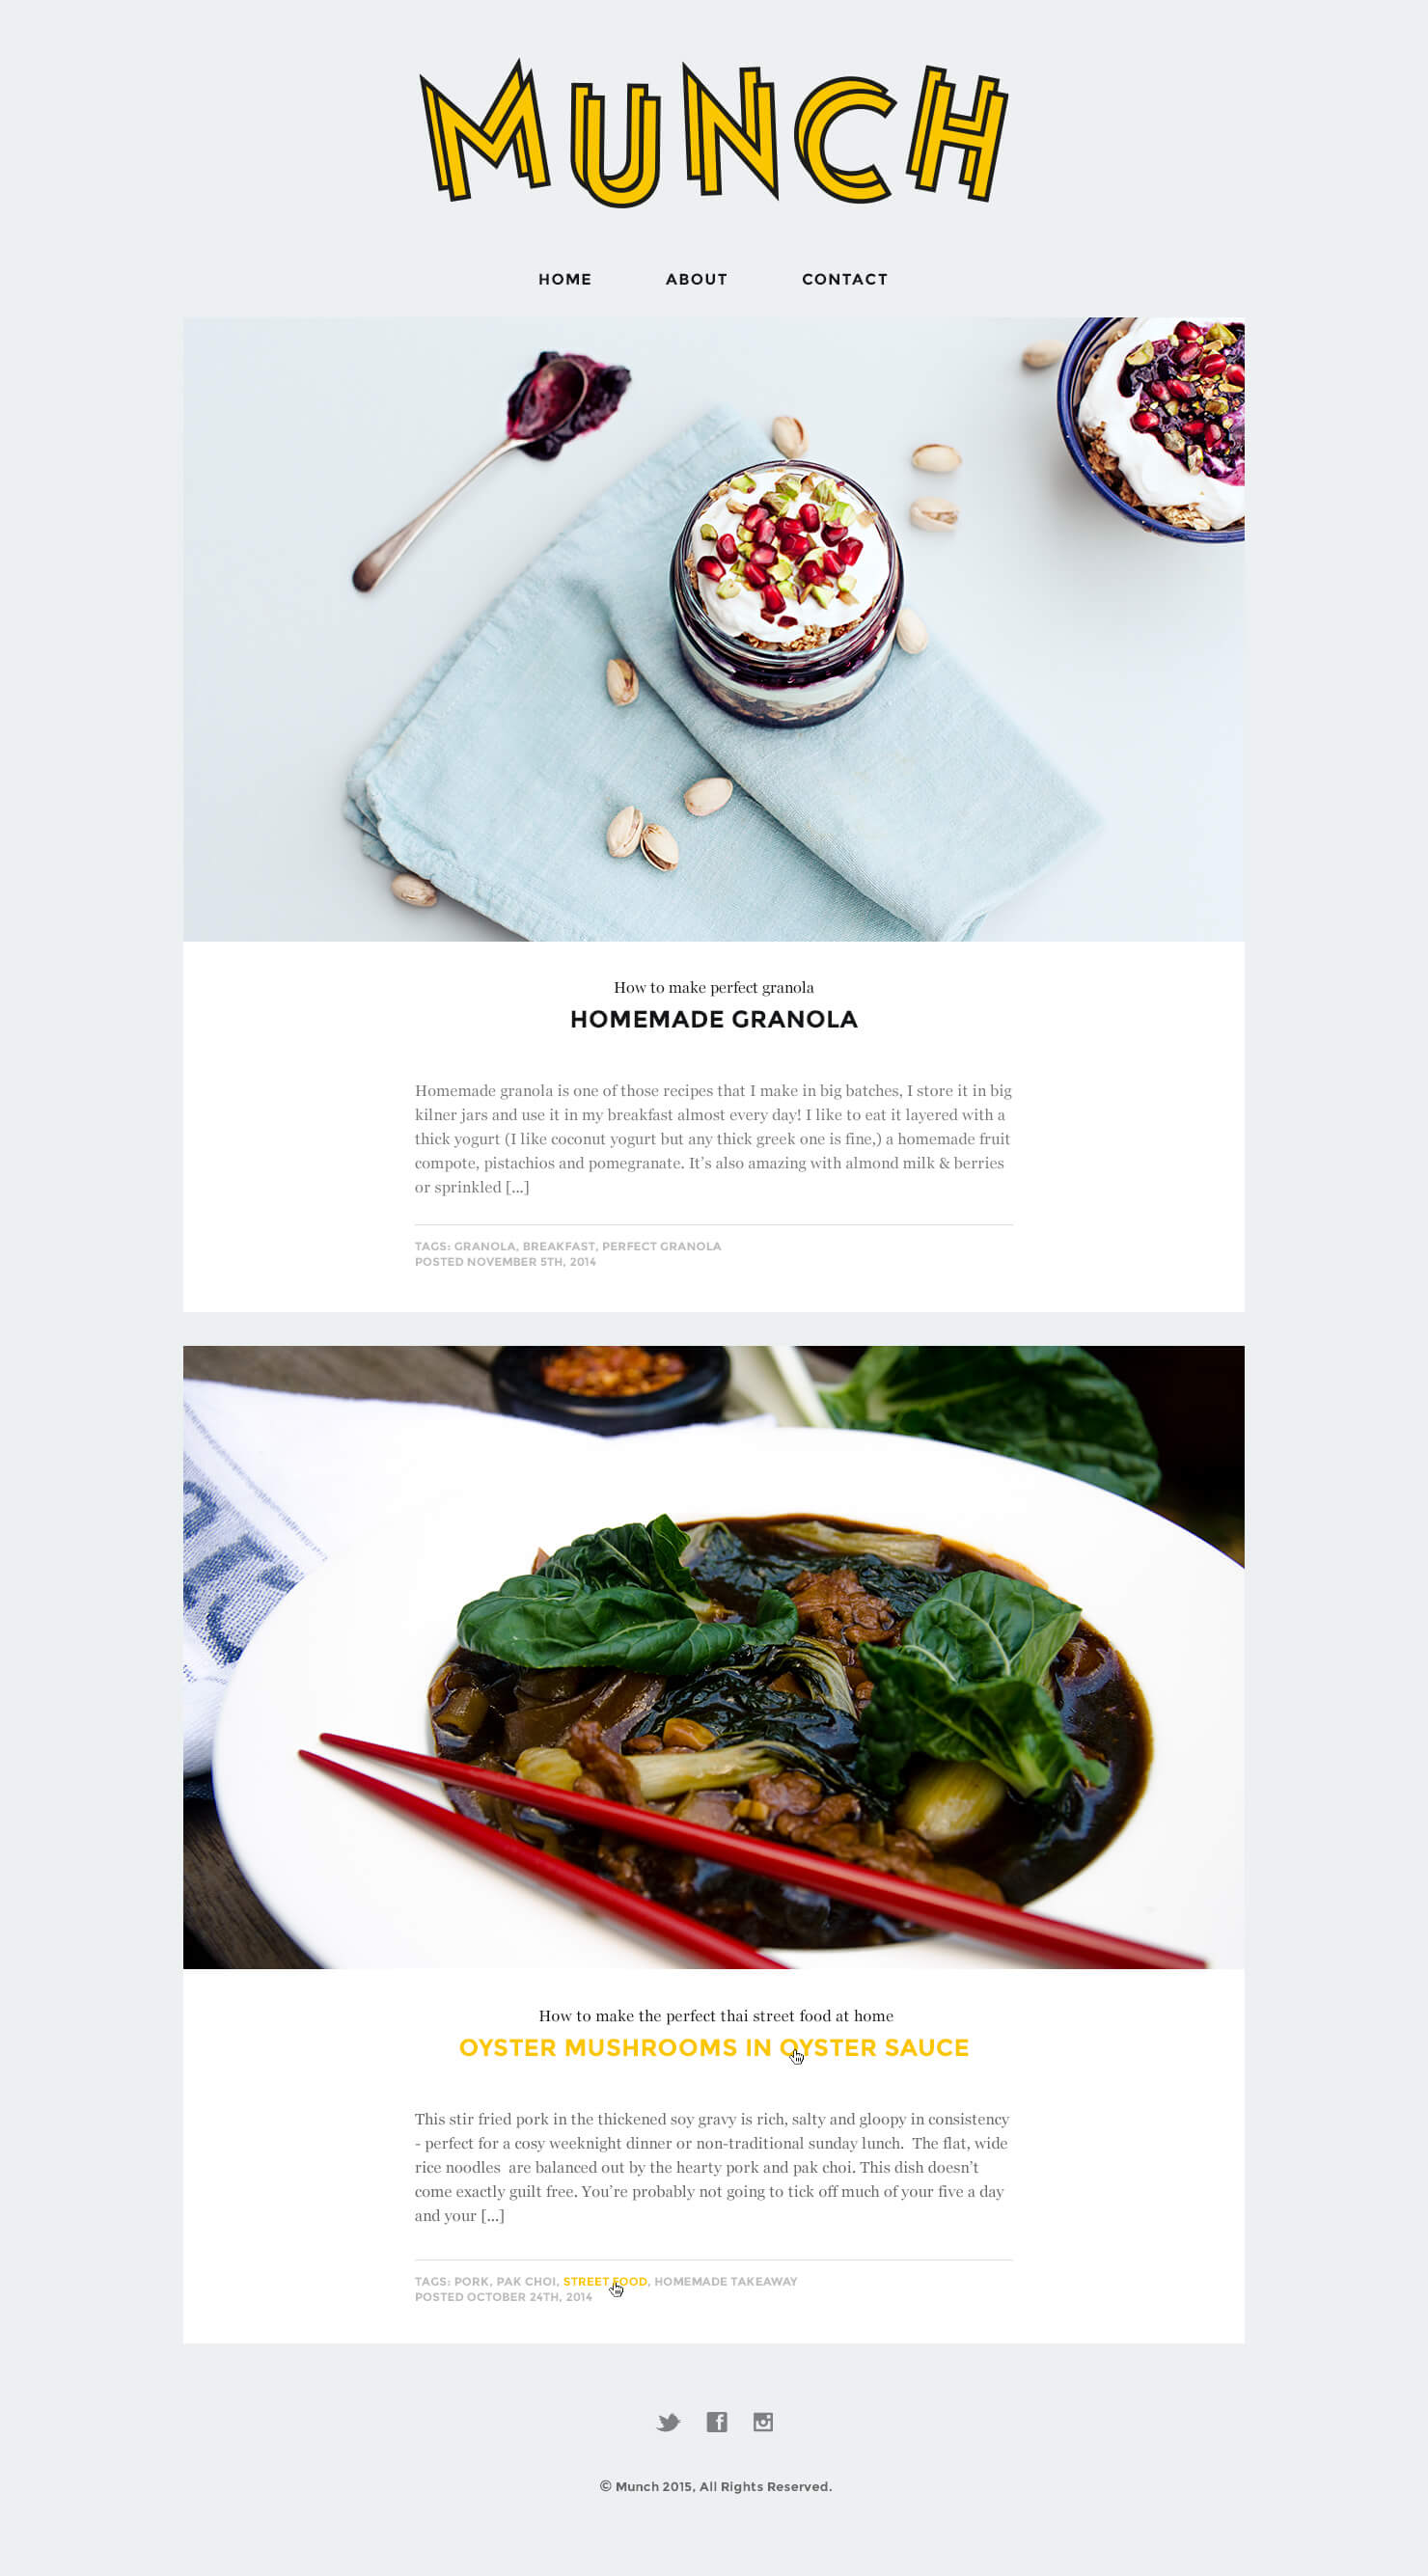 MUNCH
HOME ABOUT CONTACT
How to make perfect granola
HOMEMADE GRANOLA
Homemade granola is one of those recipes that I make in big batches, I store it in big
kilner jars and use it in my breakfast almost every day! I like to eat it layered with a
thick yogurt (I like coconut yogurt but any thick greek one is fine,) a homemade fruit
compote, pistachios and pomegranate. It’s also amazing with almond milk & berries
or sprinkled [...]
TAGS: GRANOLA, BREAKFAST, PERFECT GRANOLA
POSTED NOVEMBER 5TH, 2014
How to make the perfect thai street food at home
OYSTER MUSHROOMS IN OYSTER SAUCE
This stir fried pork in the thickened soy gravy is rich, salty and gloopy in consistency
- perfect for a cosy weeknight dinner or non-traditional sunday lunch. The flat, wide
rice noodles are balanced out by the hearty pork and pak choi. This dish doesn’t
come exactly guilt free. You’re probably not going to tick off much of your five a day
and your [...]
TAGS: PORK, PAK CHOI, STREET FOOD, HOMEMADE TAKEAWAY
POSTED OCTOBER 24TH, 2014
© Munch 2015, All Rights Reserved.